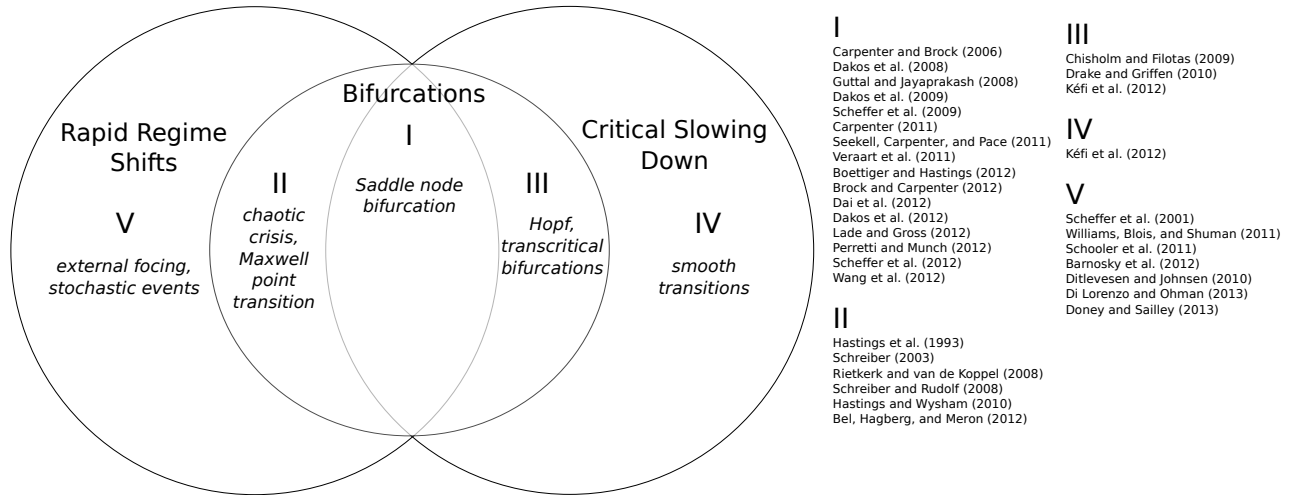 Rapid Regime
Shifts
V
external focing,
stochastic events
II
chaotic
crisis,
Maxwell
point
transition
Bifurcations
I
Saddle node
bifurcation
III
Hopf,
transcritical
bifurcations
Critical Slowing
Down
IV
smooth
transitions
I
Carpenter and Brock (2006)
Dakos et al. (2008)
Guttal and Jayaprakash (2008)
Dakos et al. (2009)
Scheffer et al. (2009)
Carpenter (2011)
Seekell, Carpenter, and Pace (2011)
Veraart et al. (2011)
Boettiger and Hastings (2012)
Brock and Carpenter (2012)
Dai et al. (2012)
Dakos et al. (2012)
Lade and Gross (2012)
Perretti and Munch (2012)
Scheffer et al. (2012)
Wang et al. (2012)
II
Hastings et al. (1993)
Schreiber (2003)
Rietkerk and van de Koppel (2008)
Schreiber and Rudolf (2008)
Hastings and Wysham (2010)
Bel, Hagberg, and Meron (2012)
III
Chisholm and Filotas (2009)
Drake and Griffen (2010)
Kéfi et al. (2012)
IV
Kéfi et al. (2012)
V
Scheffer et al. (2001)
Williams, Blois, and Shuman (2011)
Schooler et al. (2011)
Barnosky et al. (2012)
Ditlevesen and Johnsen (2010)
Di Lorenzo and Ohman (2013)
Doney and Sailley (2013)